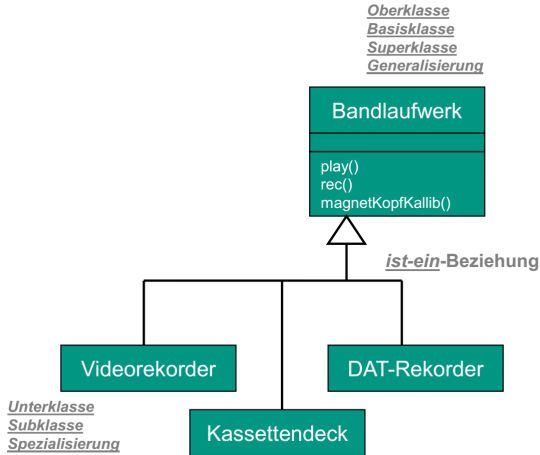 Oberklasse
Basisklasse
Superklasse
Generalisierung
Bandlaufwerk
play()
rec()
magnetKopfKallib()
ist-ein-Beziehung
Videorekorder
DAT-Rekorder
Unterklasse
Subklasse
Spezialisierung
Kassettendeck